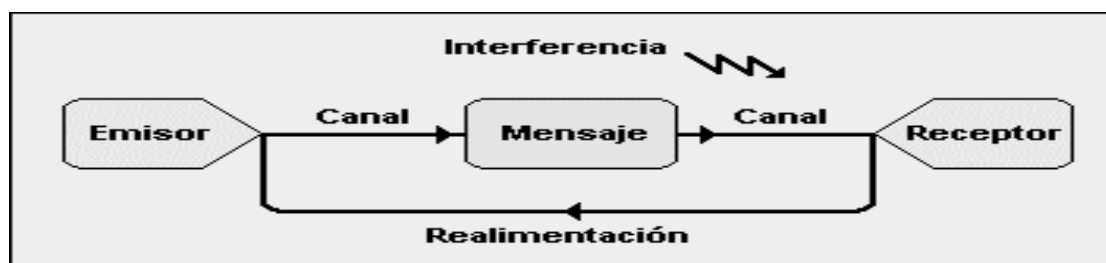 Interferencia
Emisor
Canal
Mensaje
Canal
Receptor
Realimentación